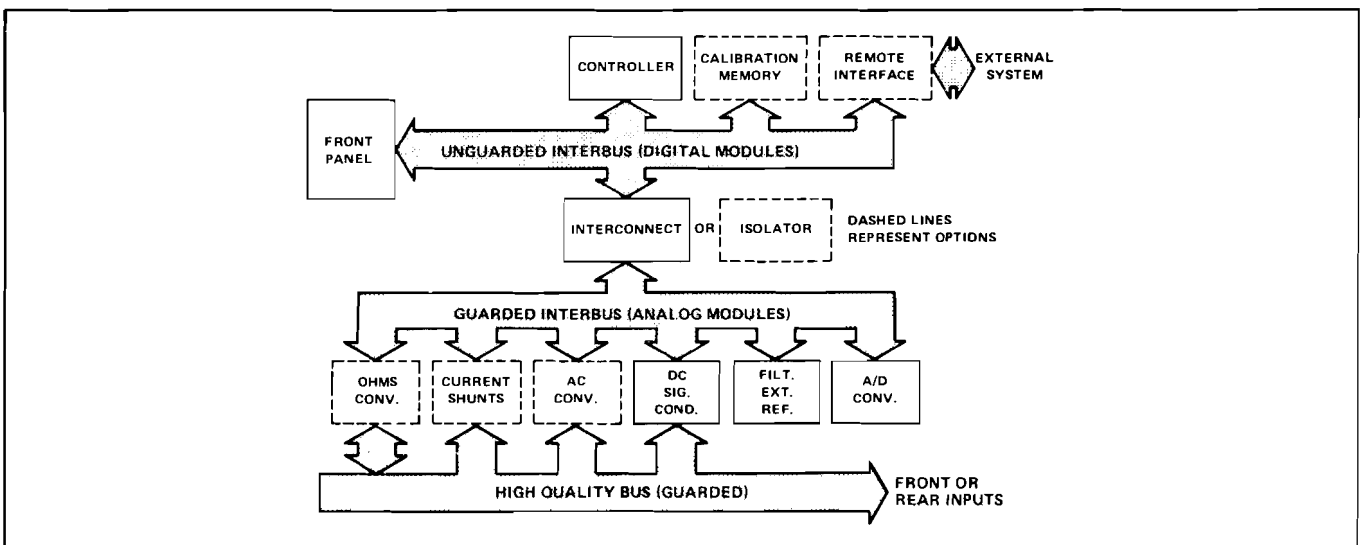 CONTROLLER
CALIBRATION
MEMORY
REMOTE
INTERFACE
EXTERNAL
SYSTEM
FRONT
PANEL
UNGUARDED INTERBUS (DIGITAL MODULES)
INTERCONNECT
OR
ISOLATOR
DASHED LINES
REPRESENT OPTIONS
GUARDED INTERBUS (ANALOG MODULES)
OHMS
CONV.
CURRENT
SHUNTS
AC
CONV.
DC
SIG.
COND.
FILT.
EXT.
REF.
A/D
CONV.
HIGH QUALITY BUS (GUARDED)
FRONT OR
REAR INPUTS